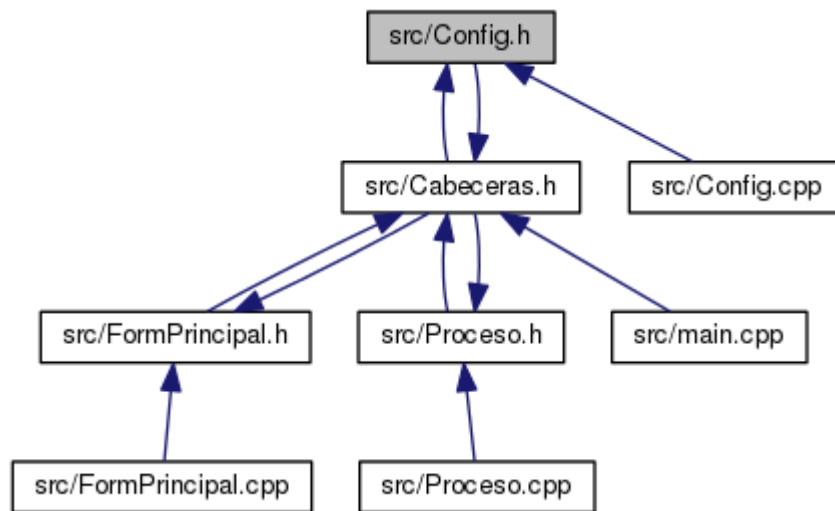 src/Config.h
src/Cabeceras.h
src/Config.cpp
src/FormPrincipal.h
src/Proceso.h
src/main.cpp
src/FormPrincipal.cpp
src/Proceso.cpp